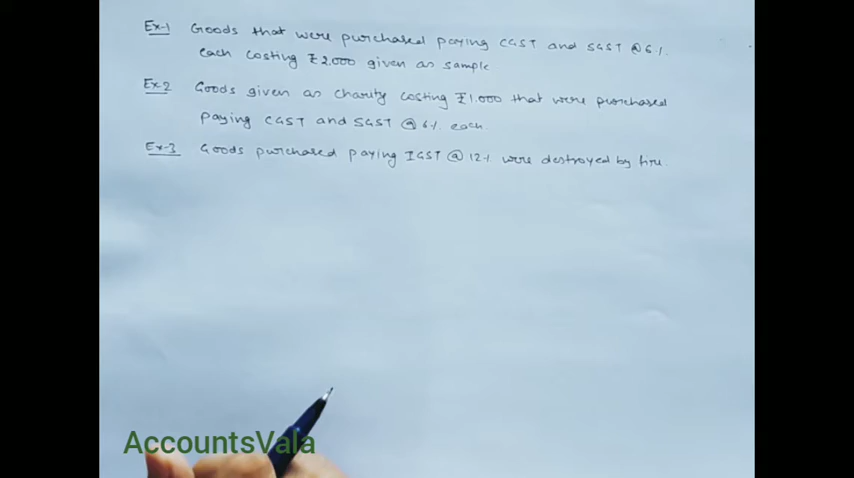 Ex-1 Goods that were purchased paying CGST and SGST @ 6%.
each costing ₹2,000 given as sample
Ex-2 Goods given as charity costing ₹1,000 that were purchased
paying CGST and SGST @ 6% each.
Ex-3 Goods purchased paying IGST @ 12% were destroyed by fire.
AccountsVala